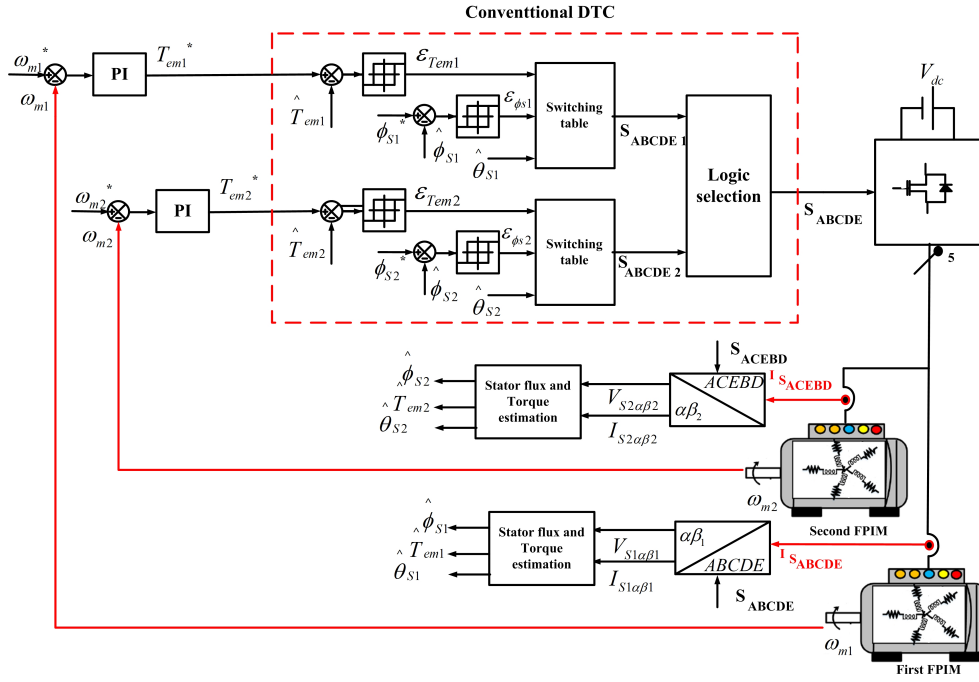 Conventtional DTC
ω_m1*
ω_m1
PI
T_em1*
T̂_em1
ε_Tem1
φ_S1*
φ̂_S1
ε_φs1
θ̂_S1
Switching table
S_ABCDE 1
Logic selection
S_ABCDE
V_dc
5
ω_m2*
ω_m2
PI
T_em2*
T̂_em2
ε_Tem2
φ_S2*
φ̂_S2
ε_φs2
θ̂_S2
Switching table
S_ABCDE 2
φ̂_S2
T̂_em2
θ̂_S2
Stator flux and
Torque
estimation
V_S2αβ2
I_S2αβ2
S_ACEBD
ACEBD
αβ_2
I S_ACEBD
ω_m2
Second FPIM
φ̂_S1
T̂_em1
θ̂_S1
Stator flux and
Torque
estimation
V_S1αβ1
I_S1αβ1
αβ_1
ABCDE
S_ABCDE
I S_ABCDE
ω_m1
First FPIM